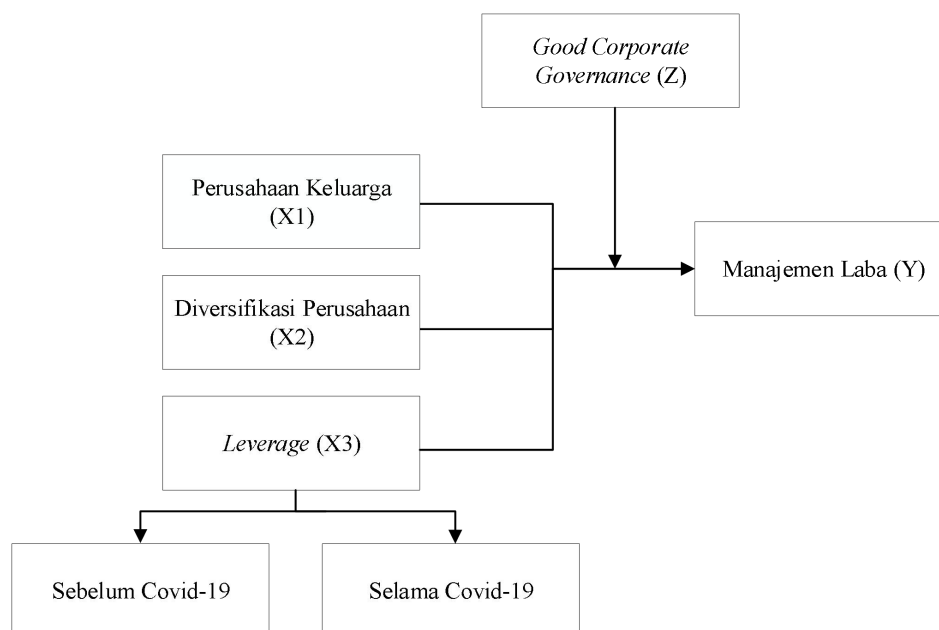 Good Corporate
Governance (Z)
Perusahaan Keluarga
(X1)
Manajemen Laba (Y)
Diversifikasi Perusahaan
(X2)
Leverage (X3)
Sebelum Covid-19
Selama Covid-19